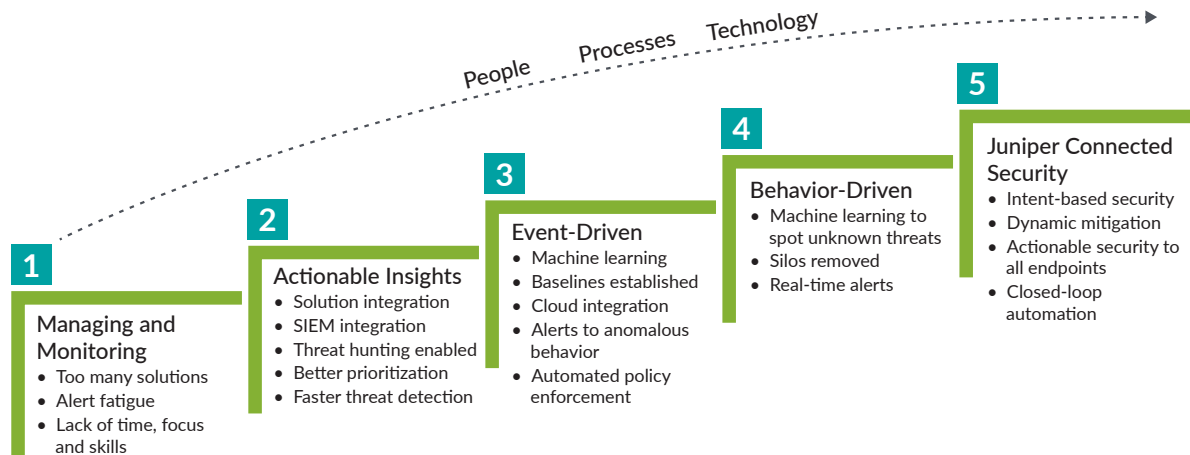 People Processes Technology
1
Managing and
Monitoring
• Too many solutions
• Alert fatigue
• Lack of time, focus
and skills
2
Actionable Insights
• Solution integration
• SIEM integration
• Threat hunting enabled
• Better prioritization
• Faster threat detection
3
Event-Driven
• Machine learning
• Baselines established
• Cloud integration
• Alerts to anomalous
behavior
• Automated policy
enforcement
4
Behavior-Driven
• Machine learning to
spot unknown threats
• Silos removed
• Real-time alerts
5
Juniper Connected
Security
• Intent-based security
• Dynamic mitigation
• Actionable security to
all endpoints
• Closed-loop
automation